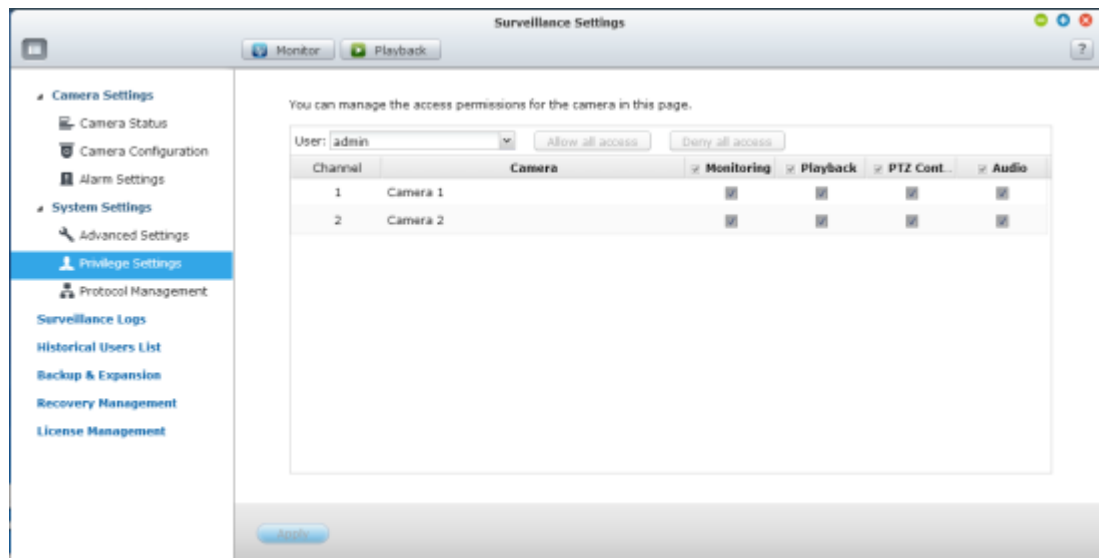 Surveillance Settings
Monitor Playback ?
Camera Settings
Camera Status
Camera Configuration
Alarm Settings
System Settings
Advanced Settings
Privilege Settings
Protocol Management
Surveillance Logs
Historical Users List
Backup & Expansion
Recovery Management
License Management
You can manage the access permissions for the camera in this page.
User: admin Allow all access Deny all access
Channel Camera Monitoring Playback PTZ Cont... Audio
1 Camera 1
2 Camera 2
Apply